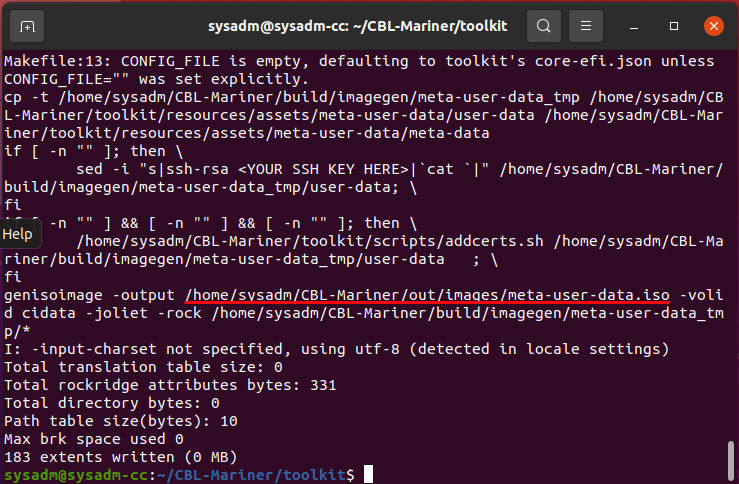 sysadm@sysadm-cc: ~/CBL-Mariner/toolkit
Makefile:13: CONFIG_FILE is empty, defaulting to toolkit's core-efi.json unless
CONFIG_FILE="" was set explicitly.
cp -t /home/sysadm/CBL-Mariner/build/imagegen/meta-user-data_tmp /home/sysadm/CB
L-Mariner/toolkit/resources/assets/meta-user-data/user-data /home/sysadm/CBL-Mar
iner/toolkit/resources/assets/meta-user-data/meta-data
if [ -n "" ]; then \
sed -i "s|ssh-rsa <YOUR SSH KEY HERE>|`cat `|" /home/sysadm/CBL-Mariner/
build/imagegen/meta-user-data_tmp/user-data; \
fi
[ -n "" ] && [ -n "" ] && [ -n "" ]; then \
Help
/home/sysadm/CBL-Mariner/toolkit/scripts/addcerts.sh /home/sysadm/CBL-Ma
riner/build/imagegen/meta-user-data_tmp/user-data ; \
fi
genisoimage -output /home/sysadm/CBL-Mariner/out/images/meta-user-data.iso -voli
d cidata -joliet -rock /home/sysadm/CBL-Mariner/build/imagegen/meta-user-data_tm
p/*
I: -input-charset not specified, using utf-8 (detected in locale settings)
Total translation table size: 0
Total rockridge attributes bytes: 331
Total directory bytes: 0
Path table size(bytes): 10
Max brk space used 0
183 extents written (0 MB)
sysadm@sysadm-cc:~/CBL-Mariner/toolkit$